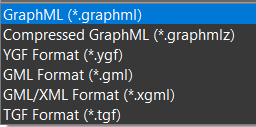 GraphML (*.graphml)
Compressed GraphML (*.graphmlz)
YGF Format (*.ygf)
GML Format (*.gml)
GML/XML Format (*.xgml)
TGF Format (*.tgf)